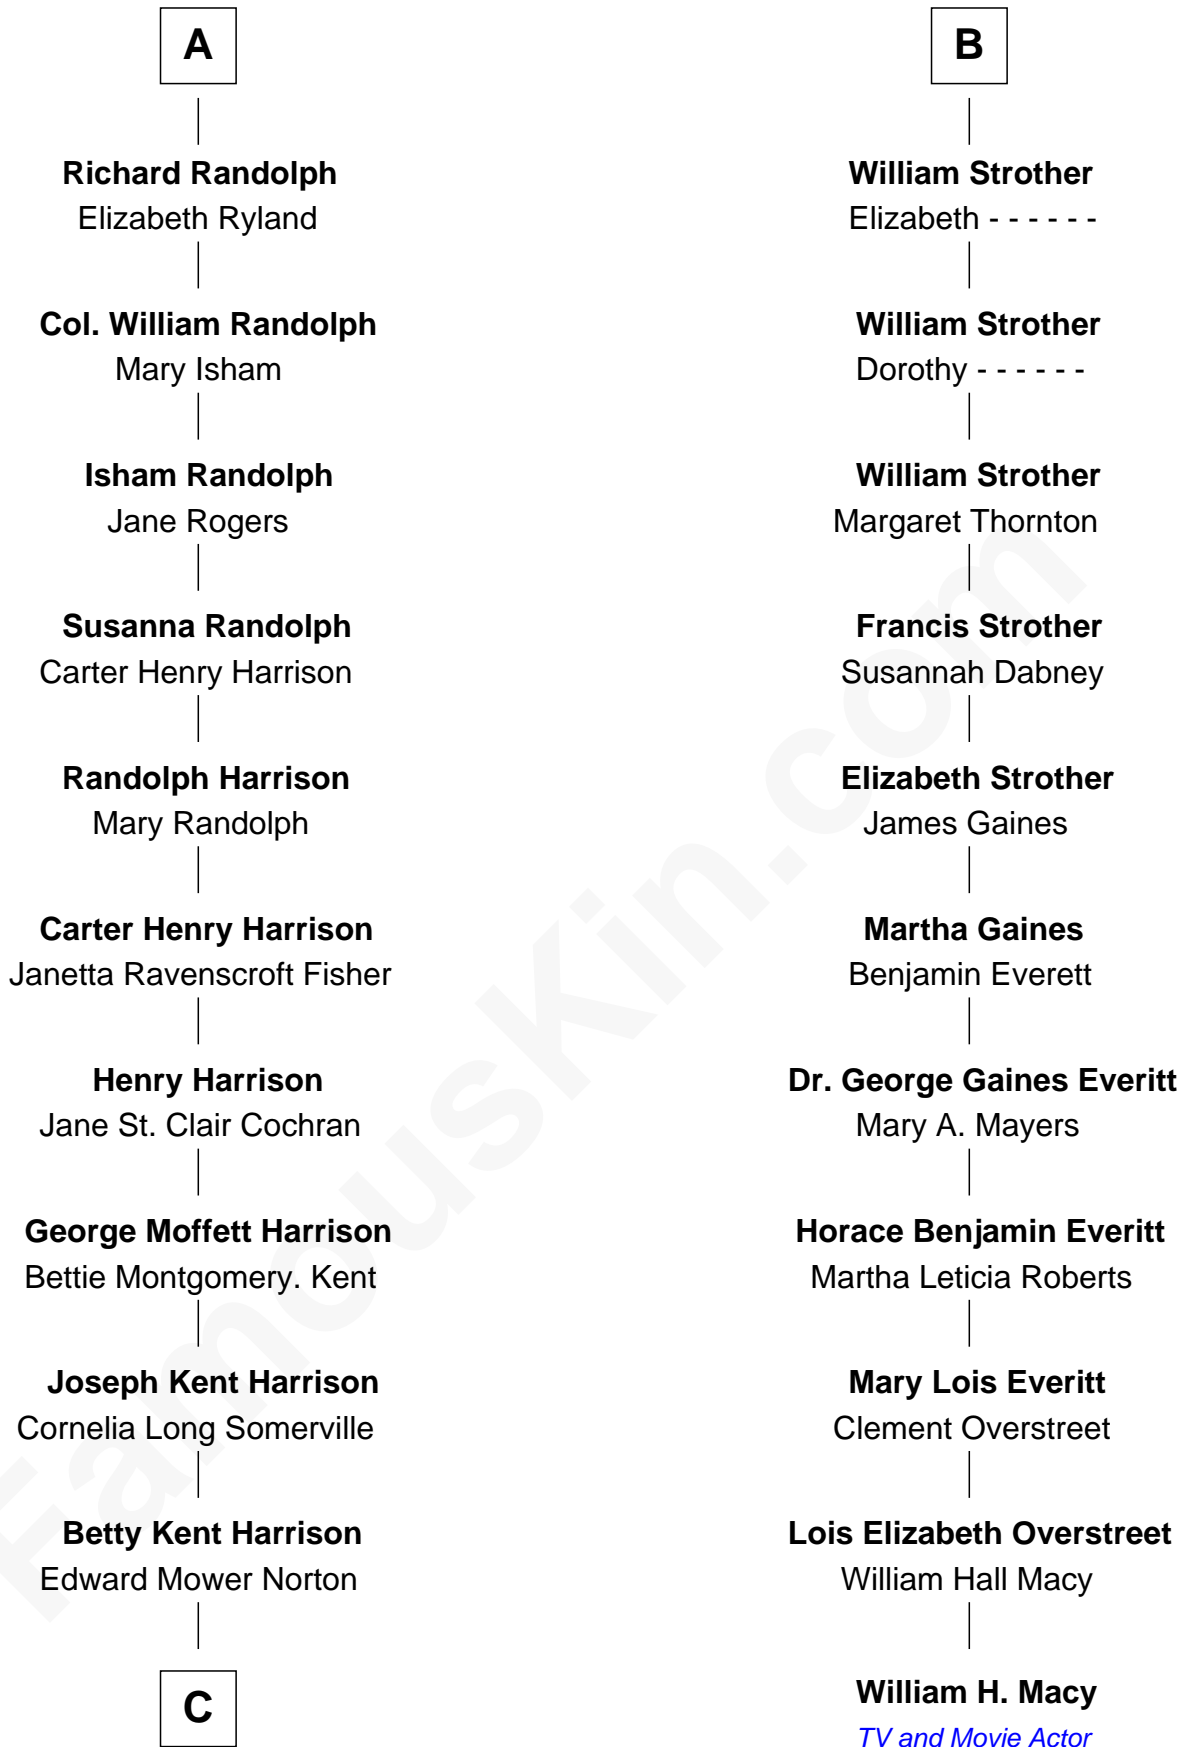 A
Richard Randolph
Elizabeth Ryland
Col. William Randolph
Mary Isham
Isham Randolph
Jane Rogers
Susanna Randolph
Carter Henry Harrison
Randolph Harrison
Mary Randolph
Carter Henry Harrison
Janetta Ravenscroft Fisher
Henry Harrison
Jane St. Clair Cochran
George Moffett Harrison
Bettie Montgomery. Kent
Joseph Kent Harrison
Cornelia Long Somerville
Betty Kent Harrison
Edward Mower Norton
C
B
William Strother
Elizabeth - - - - - -
William Strother
Dorothy - - - - - -
William Strother
Margaret Thornton
Francis Strother
Susannah Dabney
Elizabeth Strother
James Gaines
Martha Gaines
Benjamin Everett
Dr. George Gaines Everitt
Mary A. Mayers
Horace Benjamin Everitt
Martha Leticia Roberts
Mary Lois Everitt
Clement Overstreet
Lois Elizabeth Overstreet
William Hall Macy
William H. Macy
TV and Movie Actor
FamousKin.com